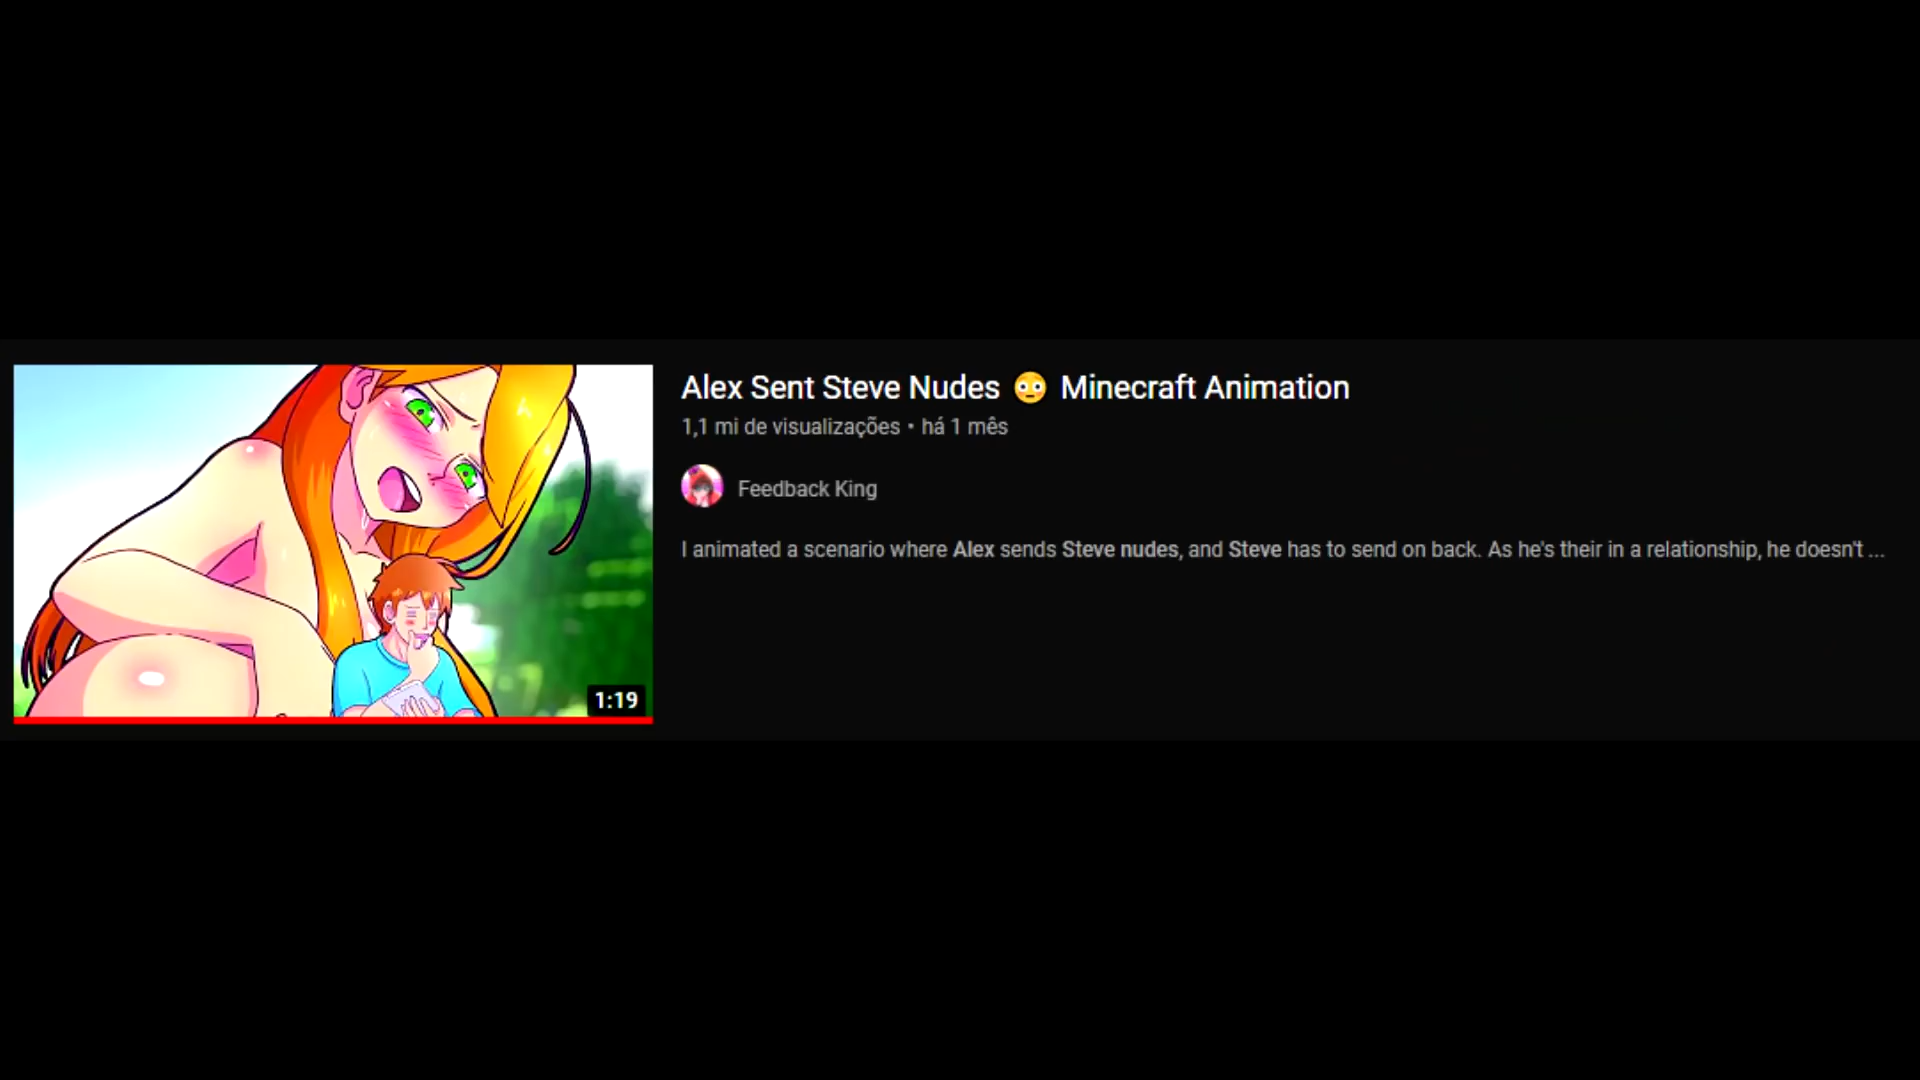 Alex Sent Steve Nudes 😳 Minecraft Animation
1,1 mi de visualizações • há 1 mês
Feedback King
I animated a scenario where Alex sends Steve nudes, and Steve has to send on back. As he's their in a relationship, he doesn't ...
1:19